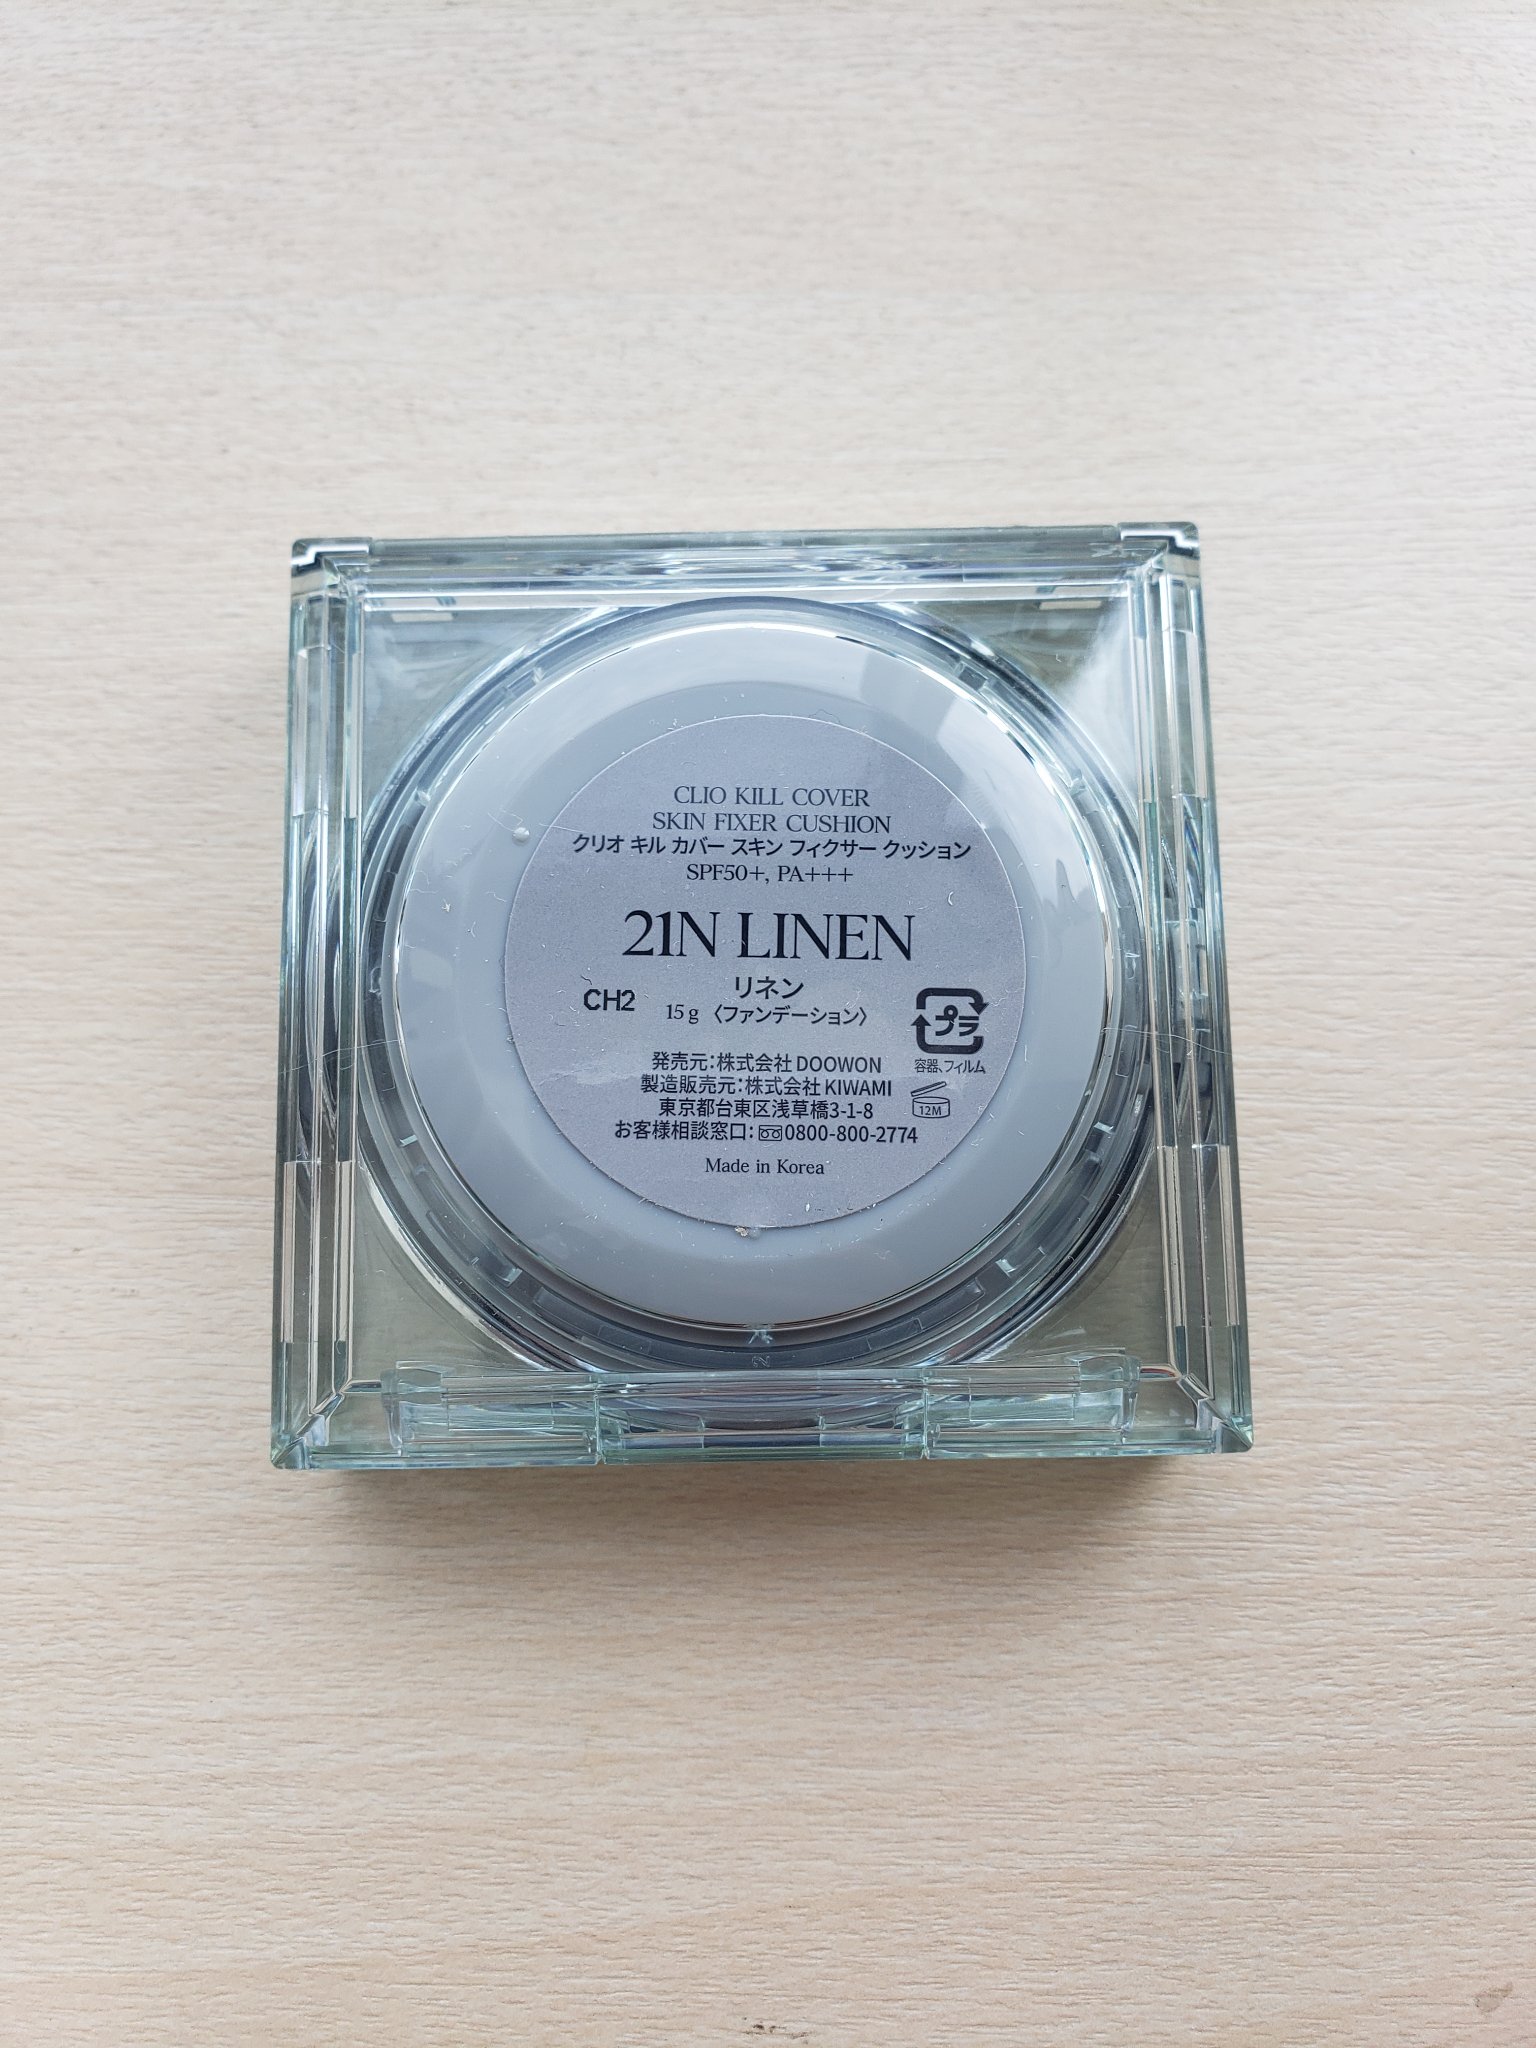 CLIO KILL COVER
SKIN FIXER CUSHION
クリオ キル カバー スキン フィクサー クッション
SPF50+, PA+++
21N LINEN
リネン
CH2
15 g 〈ファンデーション〉
プラ
容器、フィルム
発売元：株式会社 DOOWON
製造販売元：株式会社 KIWAMI
東京都台東区浅草橋3-1-8
12M
お客様相談窓口：0800-800-2774
Made in Korea
2